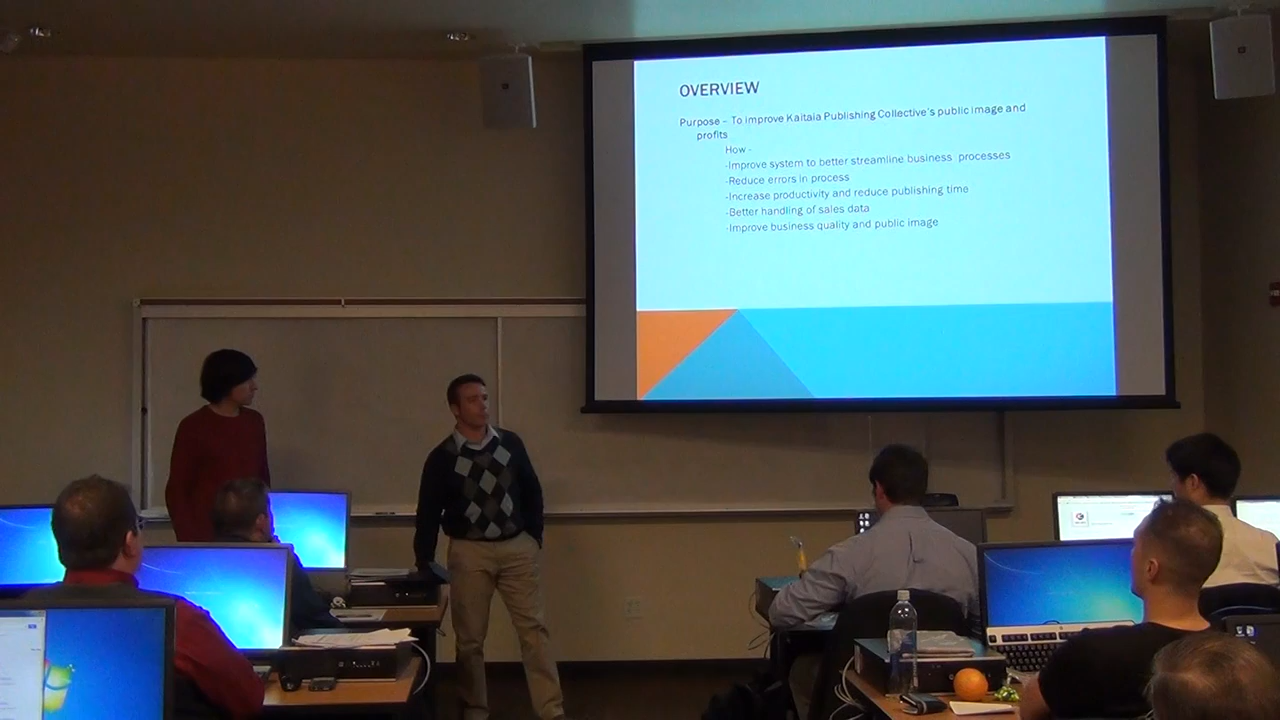 OVERVIEW
Purpose – To improve Kaitaia Publishing Collective's public image and
profits
How -
-Improve system to better streamline business processes
-Reduce errors in process
-Increase productivity and reduce publishing time
-Better handling of sales data
-Improve business quality and public image